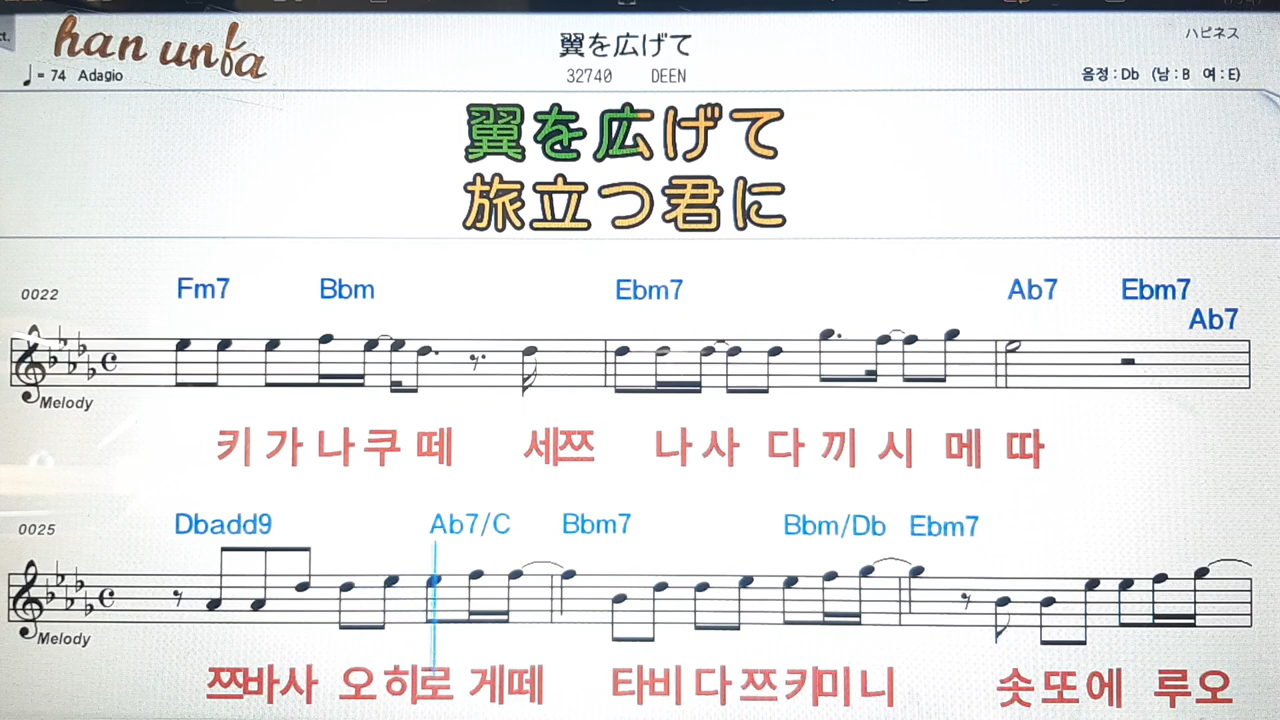 ct.
han unfa
翼を広げて
ハピネス
♩= 74 Adagio
32740 DEEN
음정 : Db (남 : B 여 : E)
翼を広げて
旅立つ君に
0022
Fm7 Bbm Ebm7 Ab7 Ebm7
Ab7
Melody
키 가 나 쿠 떼 세쯔 나 사 다 끼 시 메 따
0025
Dbadd9 Ab7/C Bbm7 Bbm/Db Ebm7
Melody
쯔바사 오 히로 게떼 타비 다 쯔 키미 니 솟 또 에 루 오